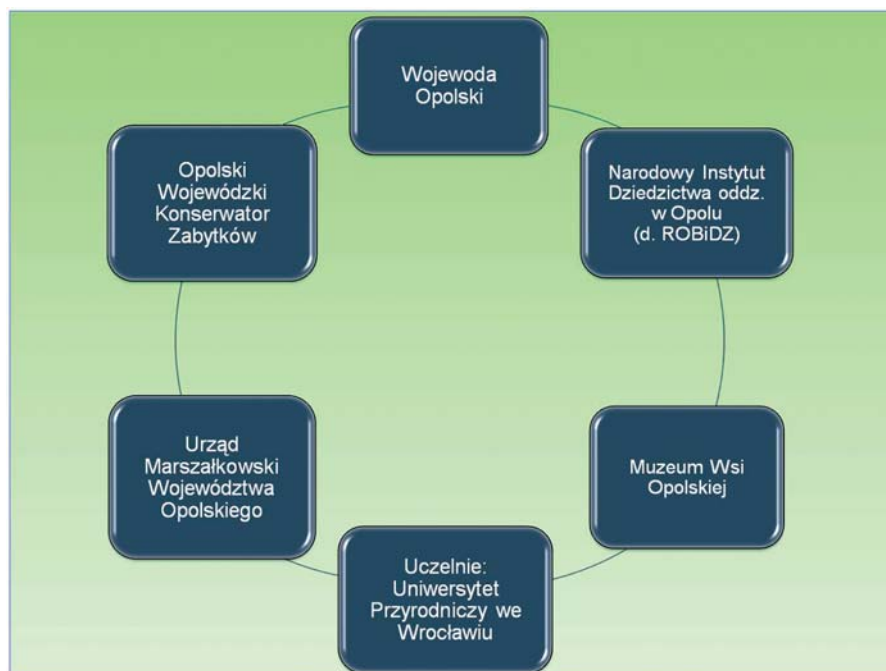 Wojewoda
Opolski
Narodowy Instytut
Dziedzictwa oddz.
w Opolu
(d. ROBiDZ)
Muzeum Wsi
Opolskiej
Uczelnie:
Uniwersytet
Przyrodniczy we
Wrocławiu
Urząd
Marszałkowski
Województwa
Opolskiego
Opolski
Wojewódzki
Konserwator
Zabytków